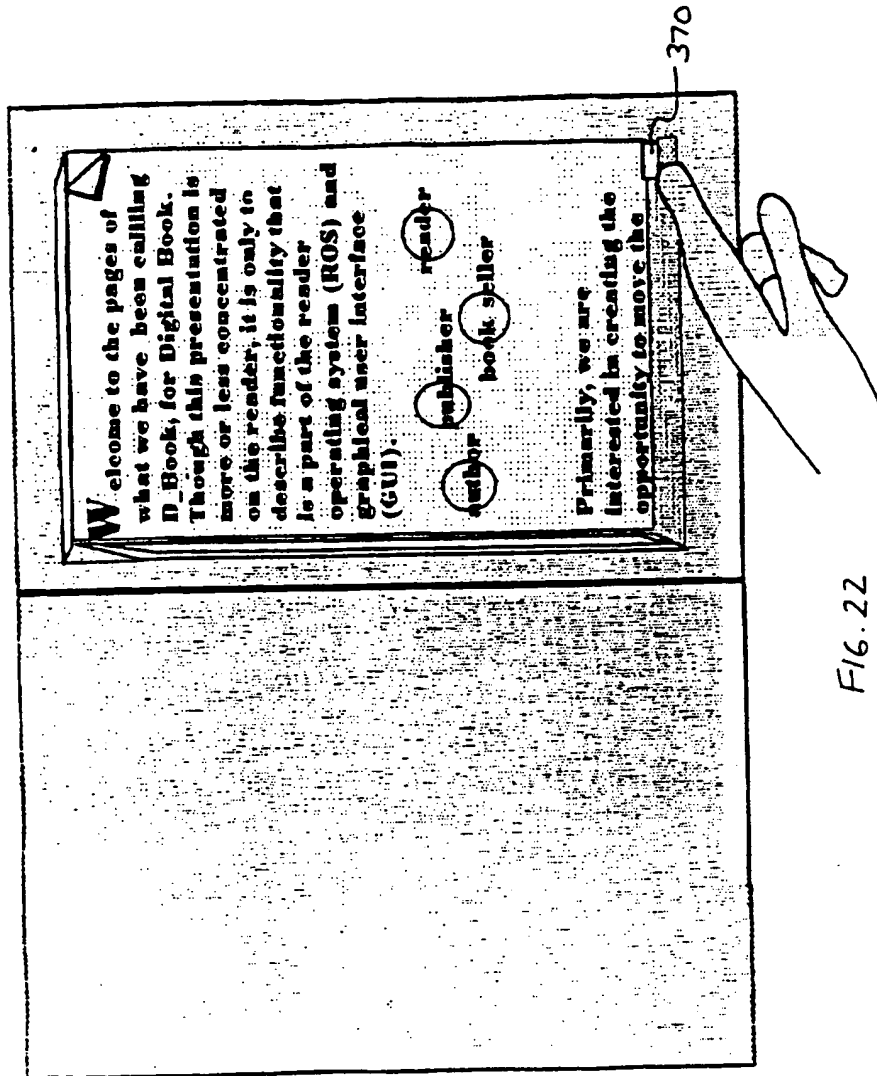 Welcome to the pages of
what we have been calling
D_Book, for Digital Book.
Though this presentation is
more or less concentrated
on the reader, it is only to
describe functionality that
is a part of the reader
operating system (ROS) and
graphical user interface
(GUI).
author
publisher
book seller
reader
Primarily, we are
interested in creating the
opportunity to move the
370
FIG. 22